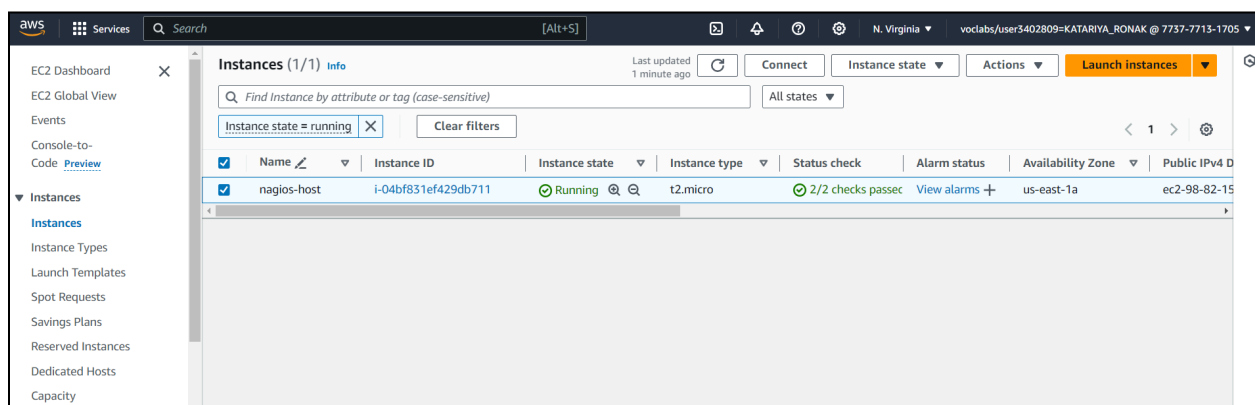 aws Services Search [Alt+S] N. Virginia voclabs/user3402809=KATARIYA_RONAK @ 7737-7713-1705
EC2 Dashboard
EC2 Global View
Events
Console-to-
Code Preview
Instances
Instances
Instance Types
Launch Templates
Spot Requests
Savings Plans
Reserved Instances
Dedicated Hosts
Capacity
Instances (1/1) Info
Last updated
1 minute ago
Connect Instance state Actions Launch instances
Find Instance by attribute or tag (case-sensitive) All states
Instance state = running Clear filters 1
Name Instance ID Instance state Instance type Status check Alarm status Availability Zone Public IPv4 D
nagios-host i-04bf831ef429db711 Running t2.micro 2/2 checks passed View alarms + us-east-1a ec2-98-82-15